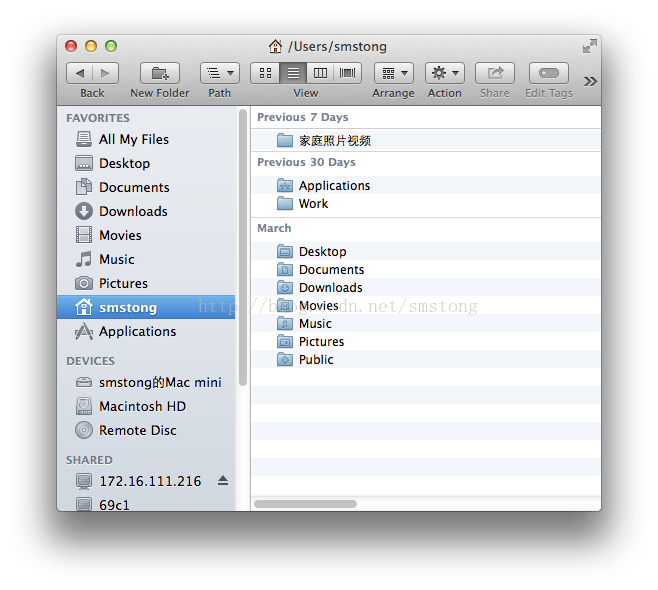 /Users/smstong
Back
New Folder
Path
View
Arrange
Action
Share
Edit Tags
FAVORITES
All My Files
Desktop
Documents
Downloads
Movies
Music
Pictures
smstong
Applications
DEVICES
smstong的Mac mini
Macintosh HD
Remote Disc
SHARED
172.16.111.216
69c1
Previous 7 Days
家庭照片视频
Previous 30 Days
Applications
Work
March
Desktop
Documents
Downloads
Movies
Music
Pictures
Public
http://blog.csdn.net/smstong